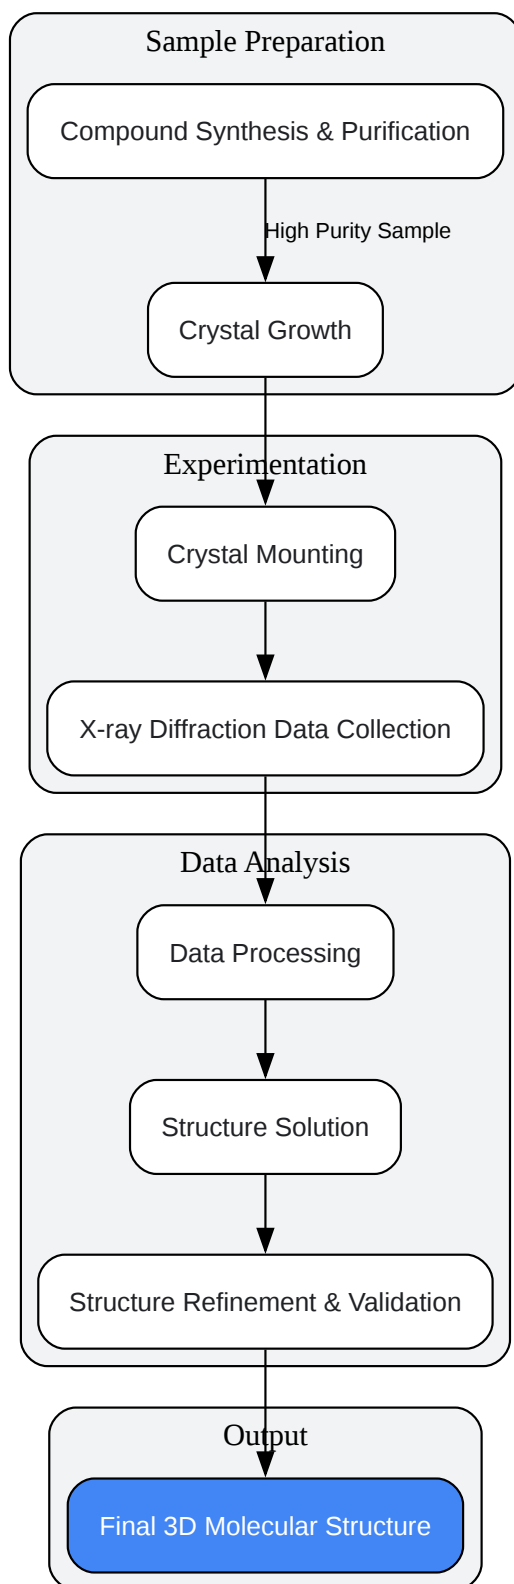 Sample Preparation
Compound Synthesis & Purification
High Purity Sample
Crystal Growth
Experimentation
Crystal Mounting
X-ray Diffraction Data Collection
Data Analysis
Data Processing
Structure Solution
Structure Refinement & Validation
Output
Final 3D Molecular Structure